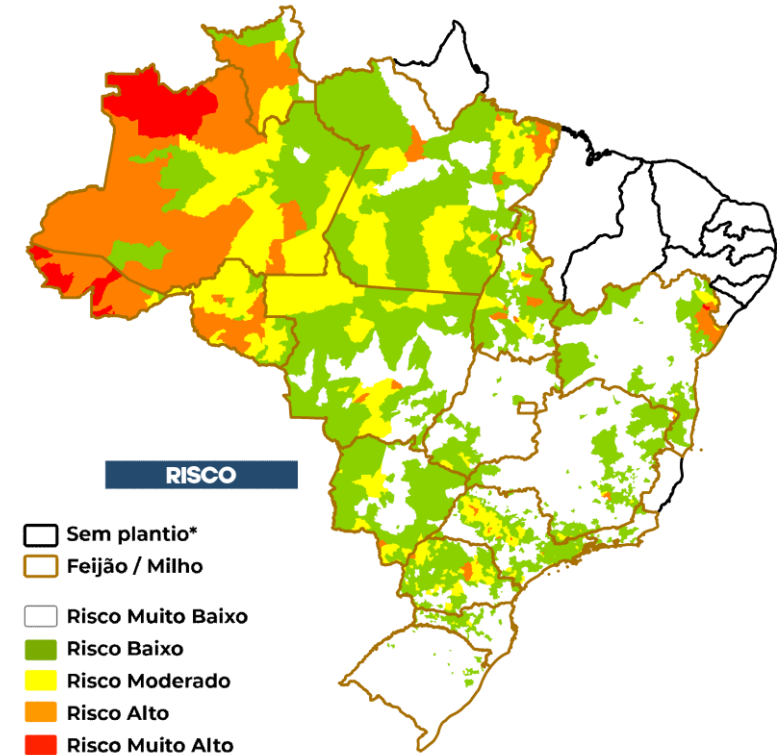 RISCO
Sem plantio*
Feijão / Milho
Risco Muito Baixo
Risco Baixo
Risco Moderado
Risco Alto
Risco Muito Alto